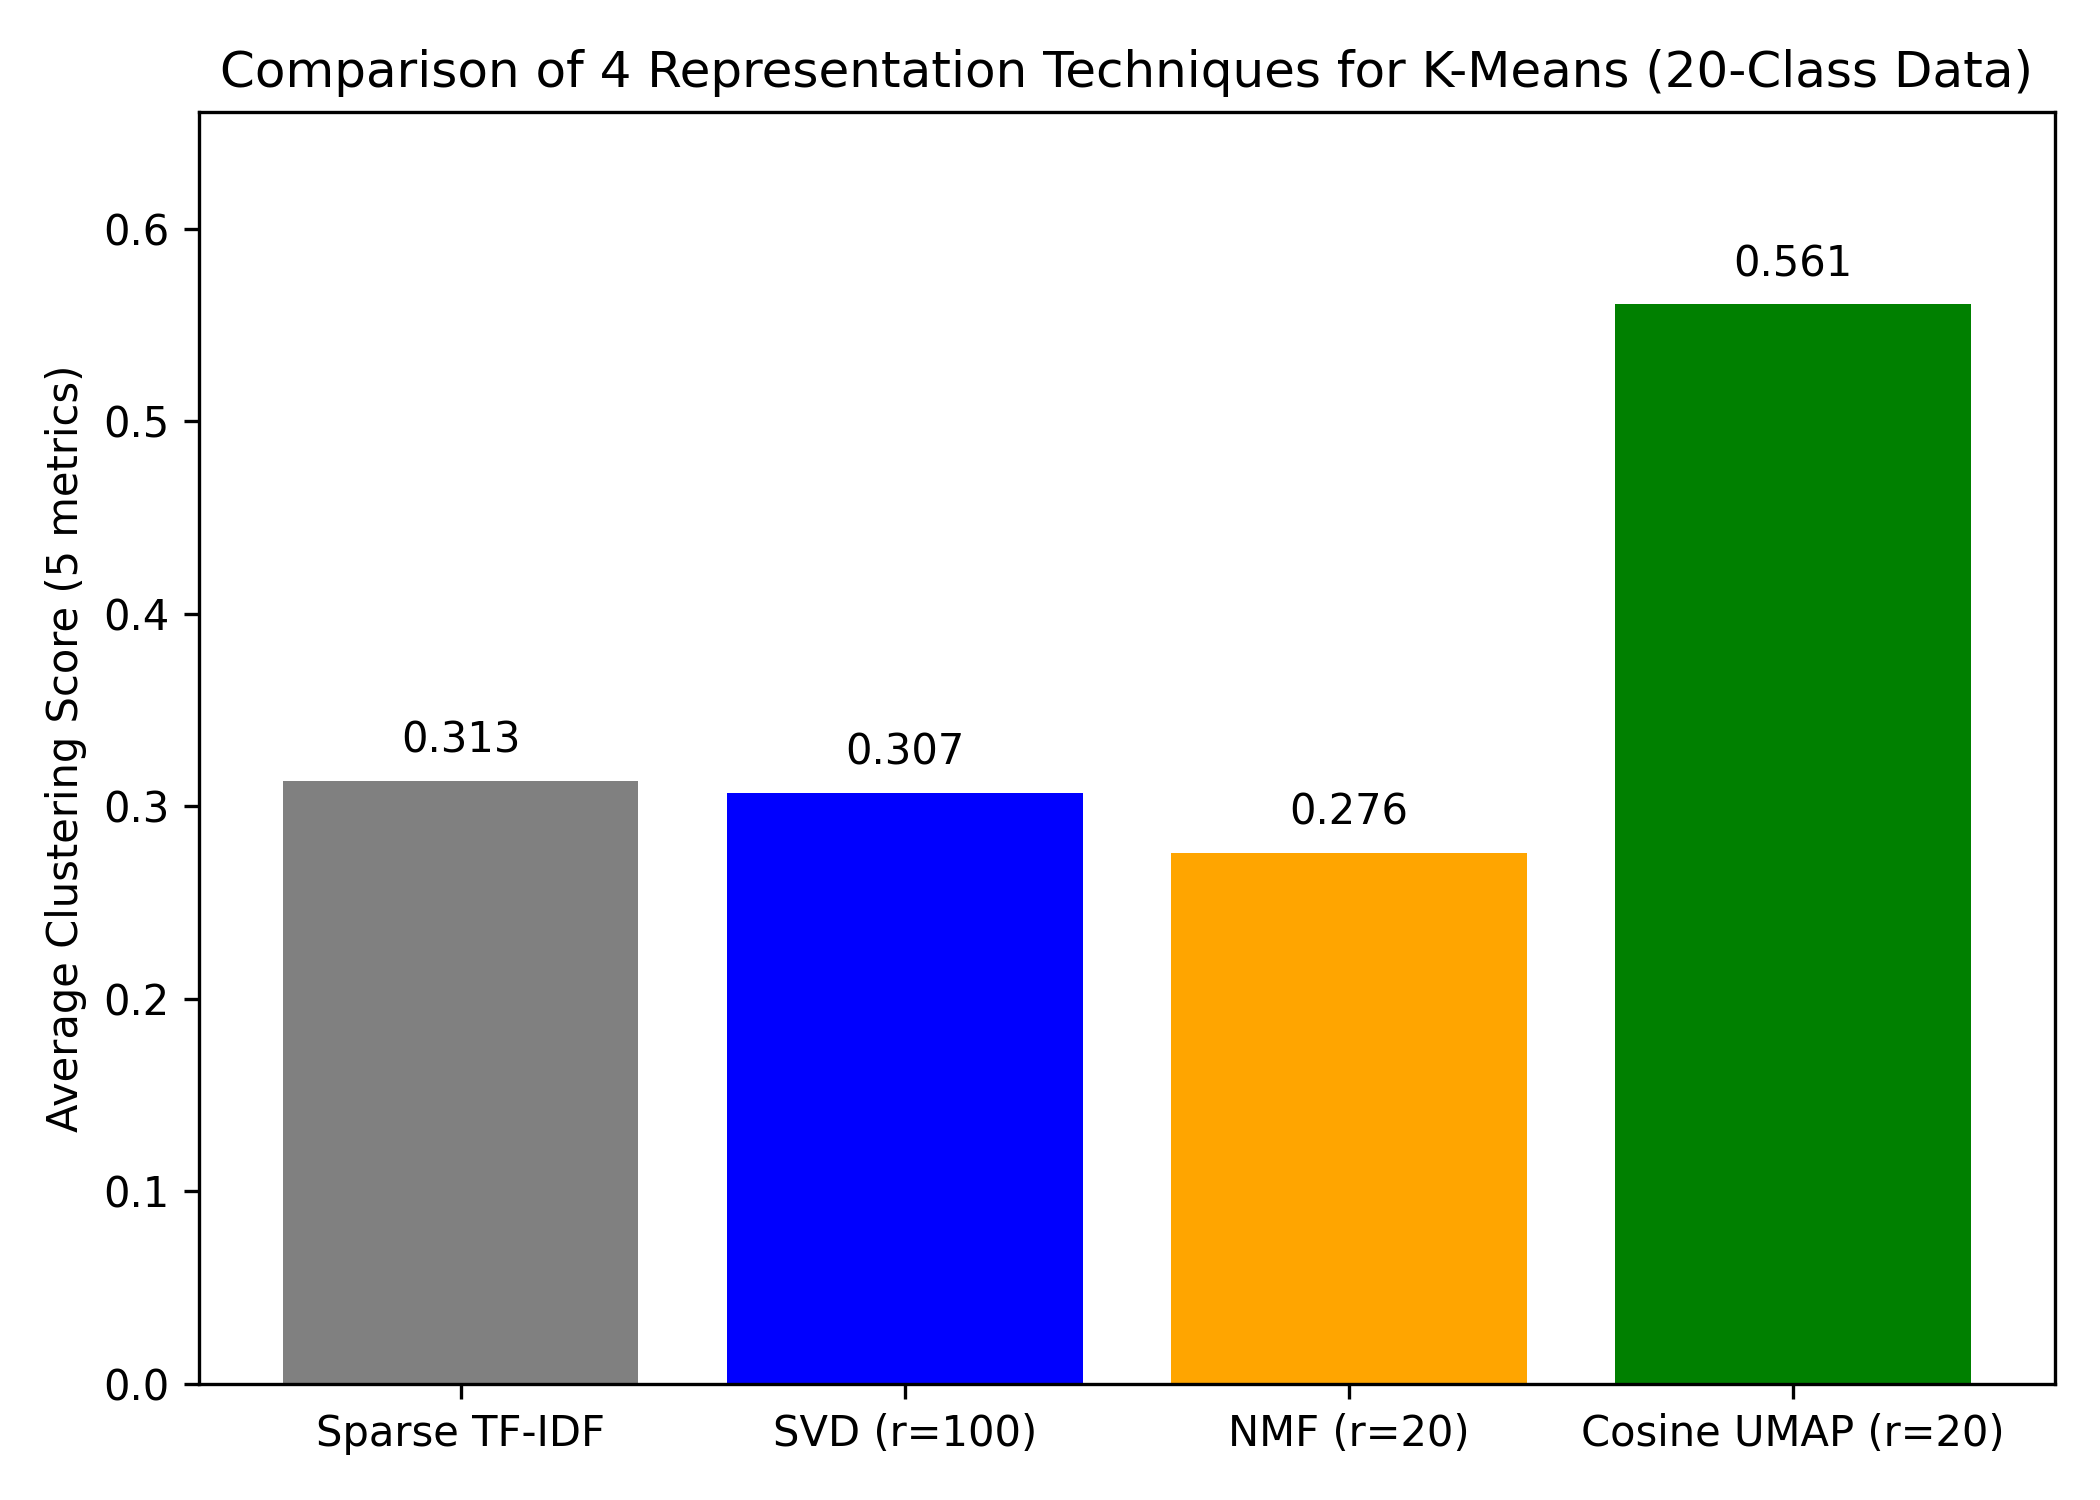 Comparison of 4 Representation Techniques for K-Means (20-Class Data)
Average Clustering Score (5 metrics)
0.6
0.5
0.4
0.3
0.2
0.1
0.0
0.313
0.307
0.276
0.561
Sparse TF-IDF
SVD (r=100)
NMF (r=20)
Cosine UMAP (r=20)